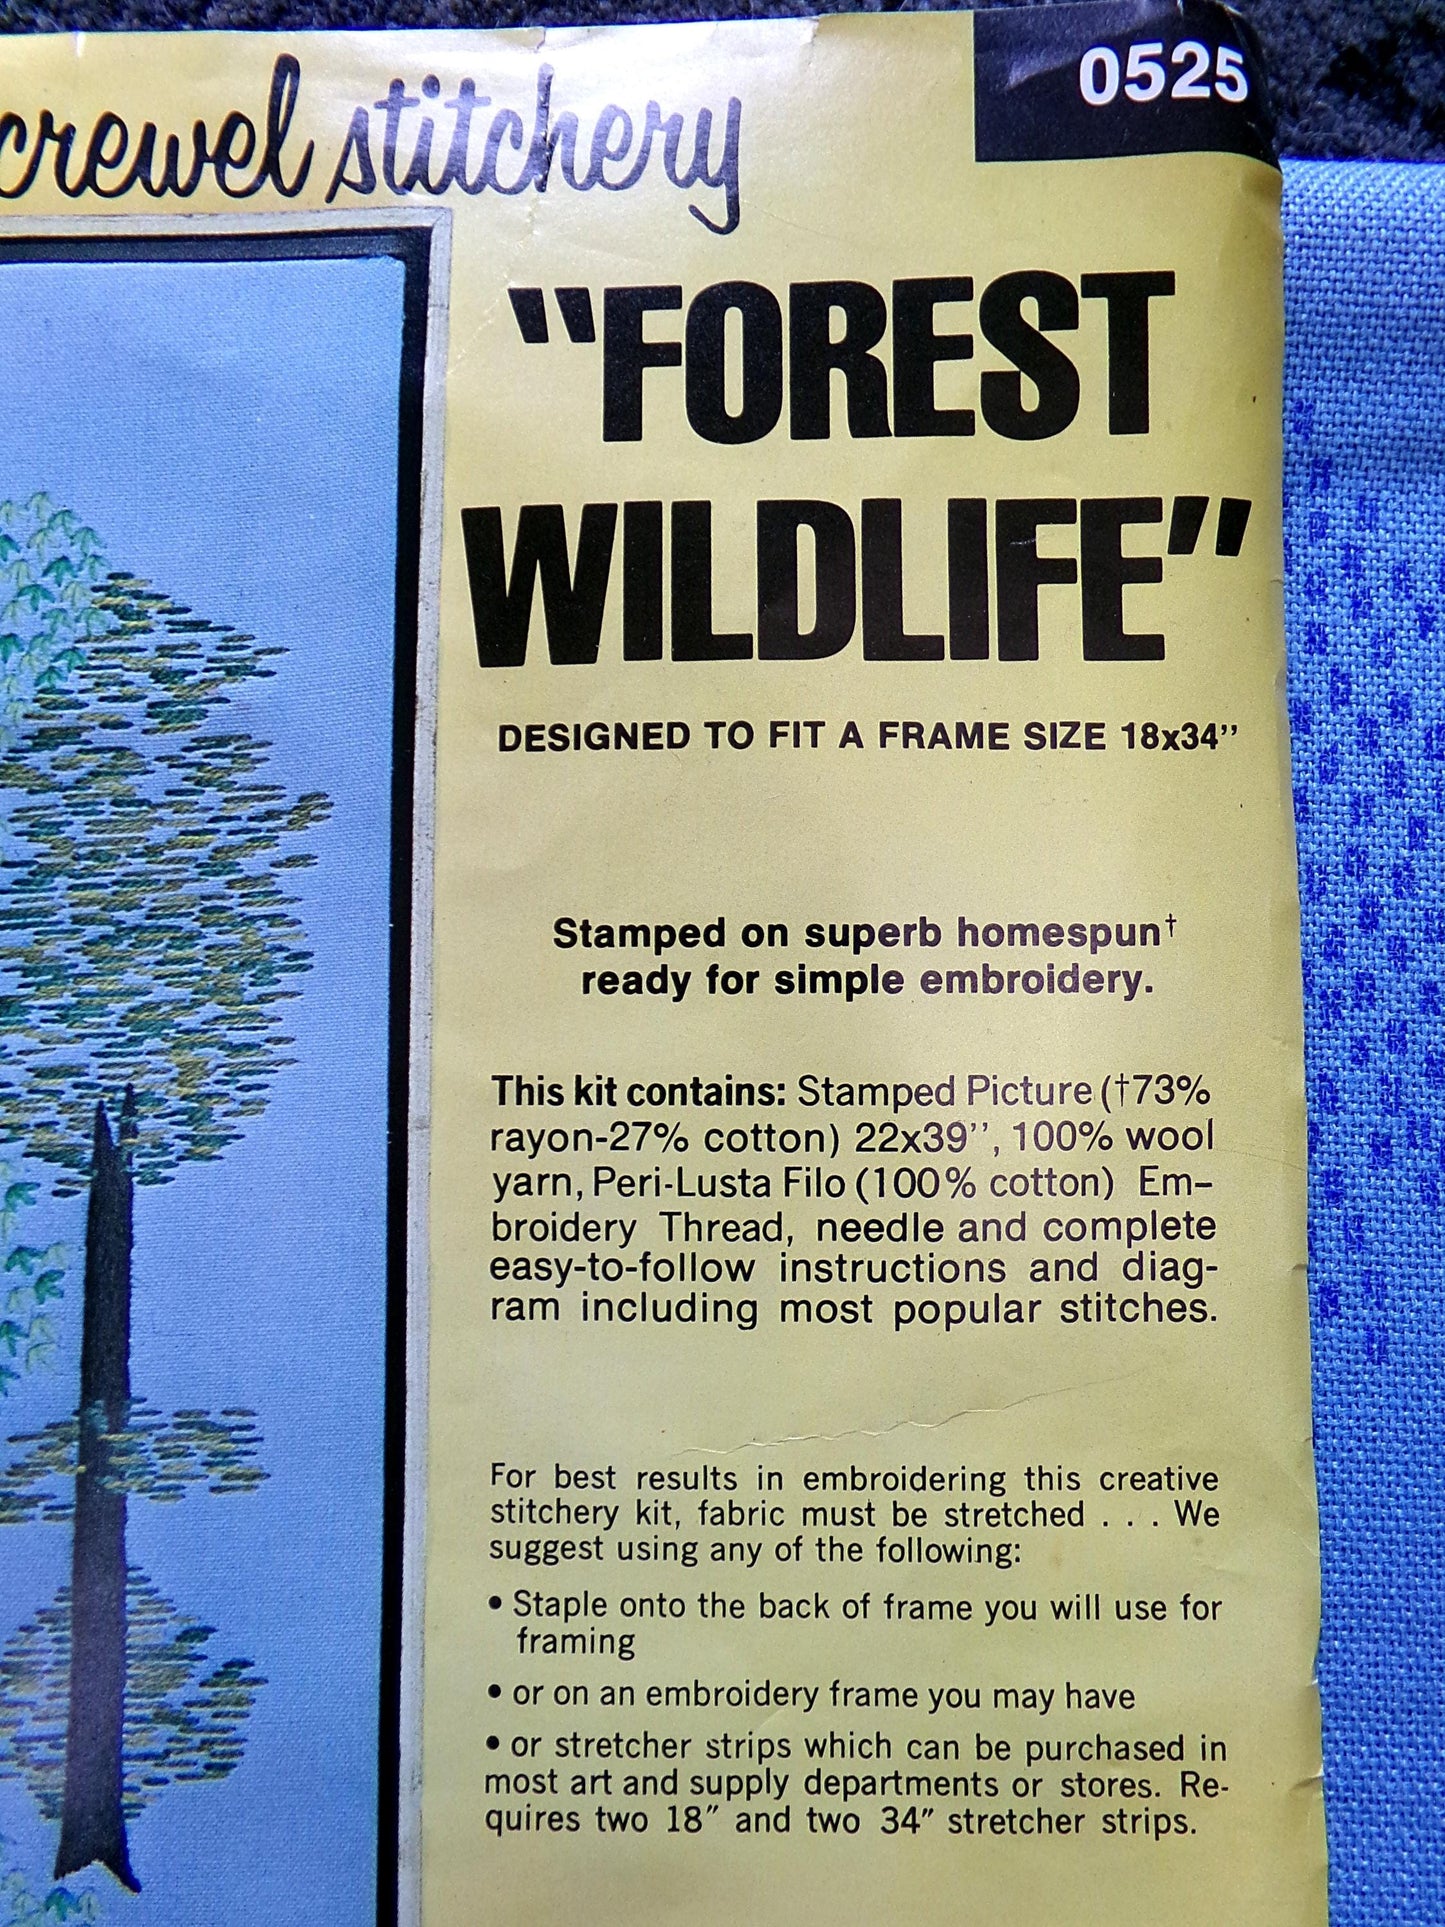 0525
crewel stitchery
"FOREST
WILDLIFE"
DESIGNED TO FIT A FRAME SIZE 18x34’’
Stamped on superb homespun†
ready for simple embroidery.
This kit contains: Stamped Picture (†73%
rayon-27% cotton) 22x39’’, 100% wool
yarn, Peri-Lusta Filo (100% cotton) Em–
broidery Thread, needle and complete
easy-to-follow instructions and diag-
ram including most popular stitches.
For best results in embroidering this creative
stitchery kit, fabric must be stretched . . . We
suggest using any of the following:
• Staple onto the back of frame you will use for
framing
• or on an embroidery frame you may have
• or stretcher strips which can be purchased in
most art and supply departments or stores. Re-
quires two 18″ and two 34″ stretcher strips.